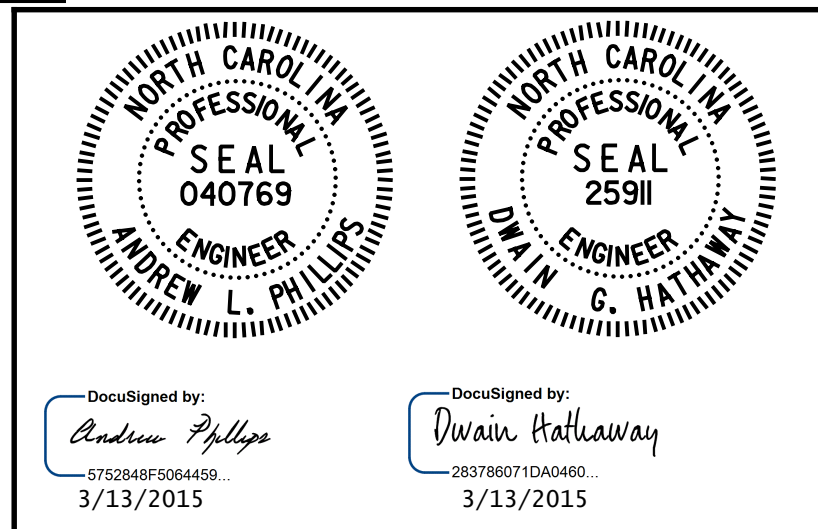 NORTH CAROLINA
PROFESSIONAL
SEAL
040769
ENGINEER
ANDREW L. PHILLIPS
NORTH CAROLINA
PROFESSIONAL
SEAL
25911
ENGINEER
DWAIN G. HATHAWAY
DocuSigned by:
Andrew Phillips
5752848F5064459...
3/13/2015
DocuSigned by:
Dwain Hathaway
283786071DA0460...
3/13/2015